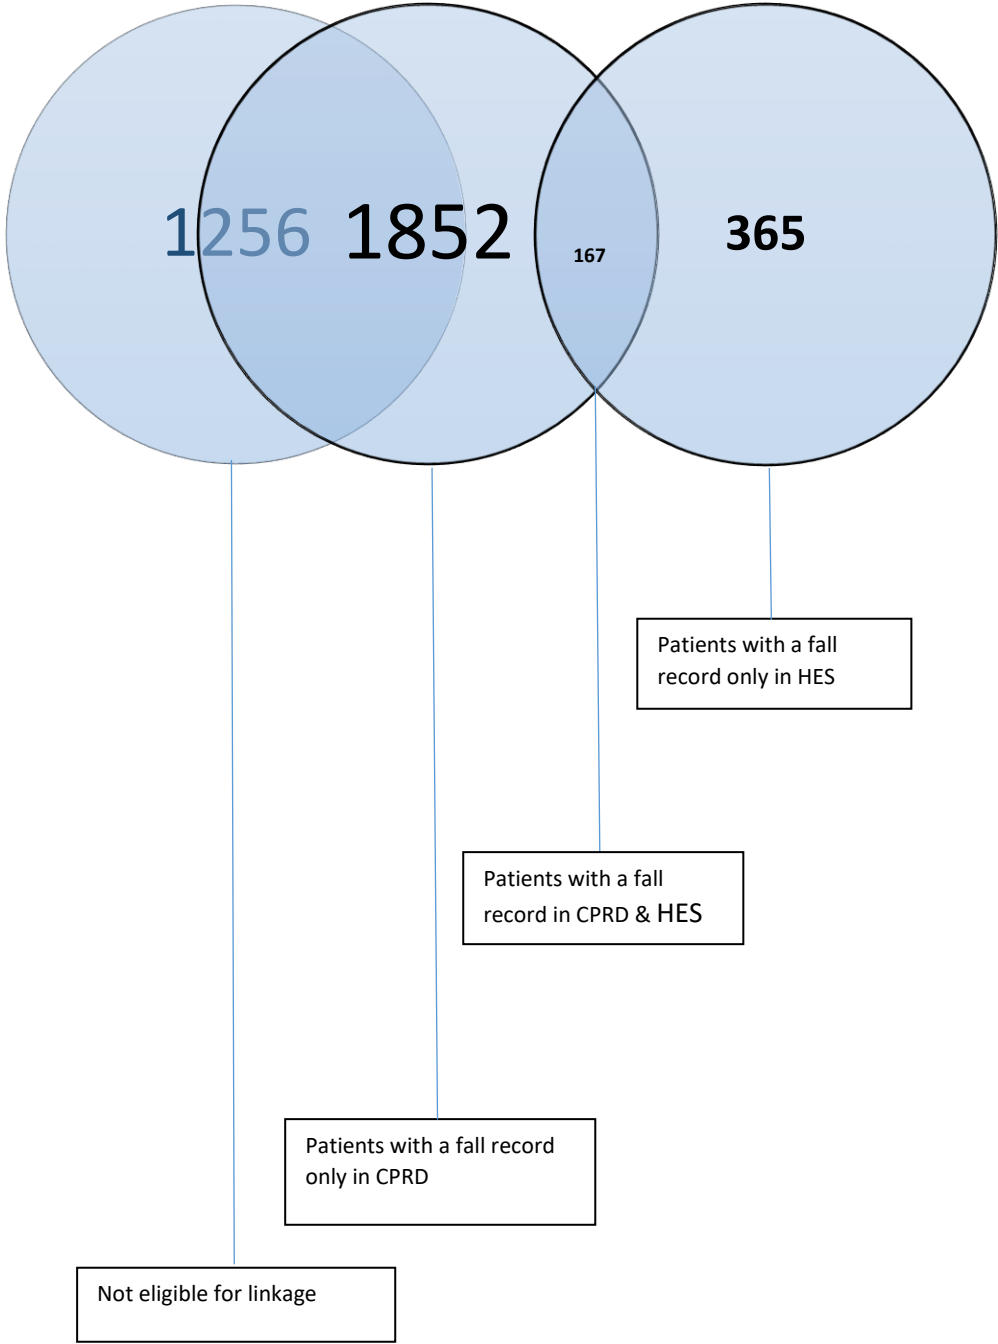 1256 1852 167 365
Patients with a fall
record only in HES
Patients with a fall
record in CPRD & HES
Patients with a fall record
only in CPRD
Not eligible for linkage